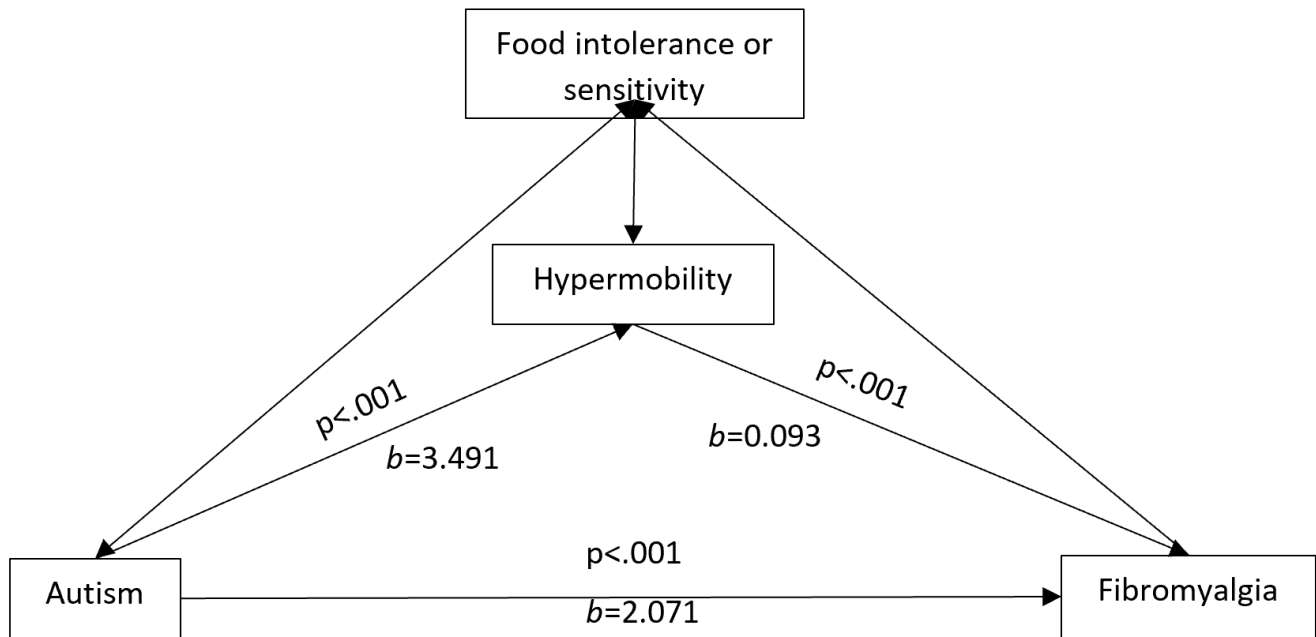 Food intolerance or
sensitivity
Hypermobility
p<.001
b=3.491
p<.001
b=0.093
p<.001
b=2.071
Autism
Fibromyalgia